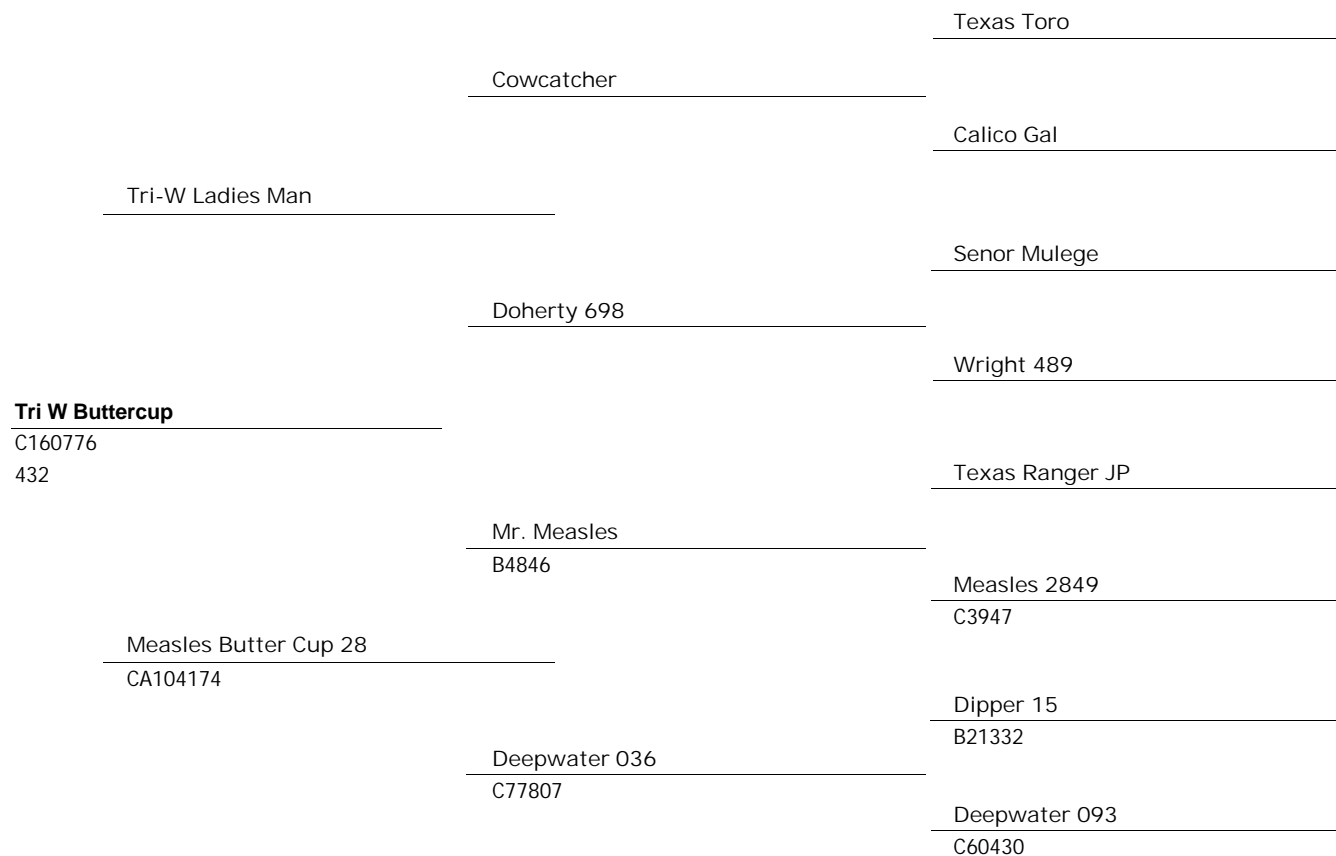 Texas Toro
Cowcatcher
Calico Gal
Tri-W Ladies Man
Senor Mulege
Doherty 698
Wright 489
Tri W Buttercup
C160776
432
Texas Ranger JP
Mr. Measles
B4846
Measles 2849
C3947
Measles Butter Cup 28
CA104174
Dipper 15
B21332
Deepwater 036
C77807
Deepwater 093
C60430